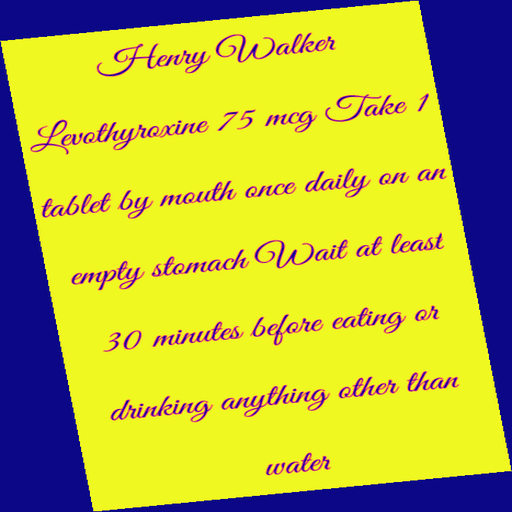 Henry Walker
Levothyroxine 75 mcg Take 1
tablet by mouth once daily on an
empty stomach Wait at least
30 minutes before eating or
drinking anything other than
water